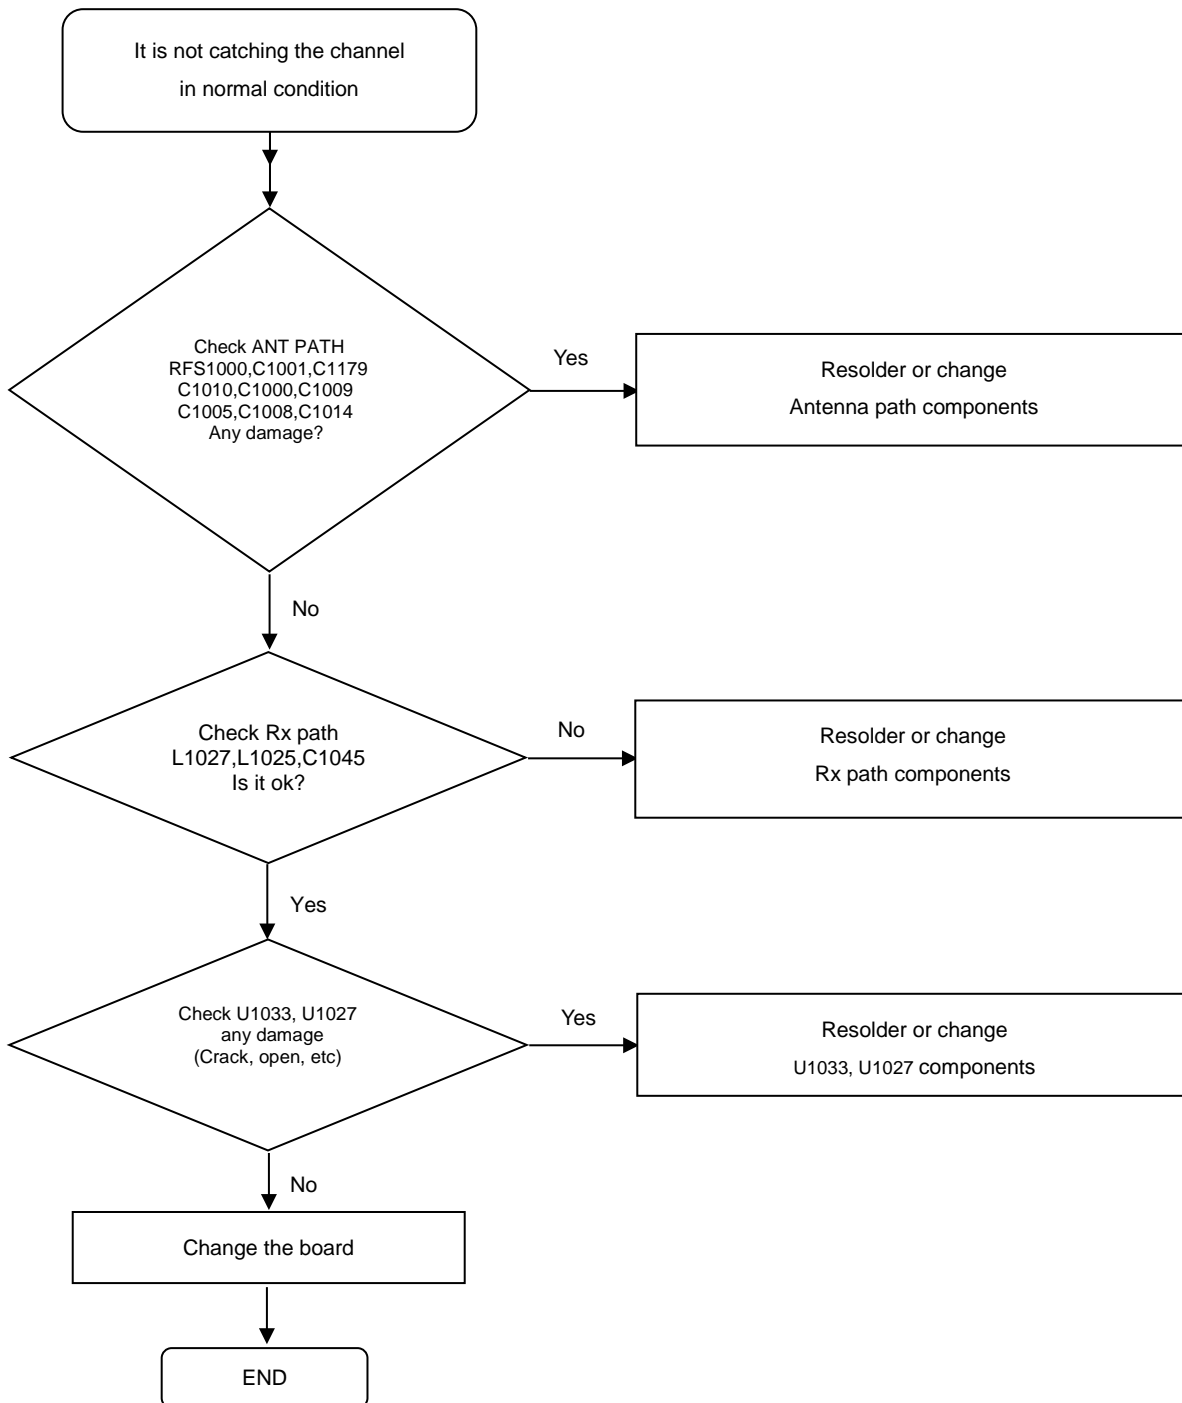 It is not catching the channel
in normal condition
Check ANT PATH
RFS1000,C1001,C1179
C1010,C1000,C1009
C1005,C1008,C1014
Any damage?
Yes
Resolder or change
Antenna path components
No
Check Rx path
L1027,L1025,C1045
Is it ok?
No
Resolder or change
Rx path components
Yes
Check U1033, U1027
any damage
(Crack, open, etc)
Yes
Resolder or change
U1033, U1027 components
No
Change the board
END